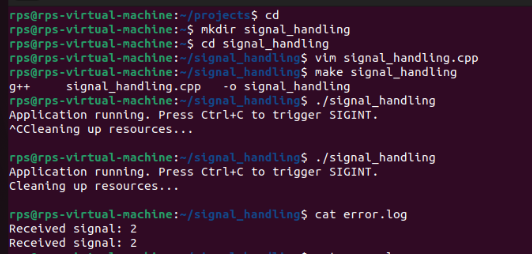 rps@rps-virtual-machine:~/projects$ cd
rps@rps-virtual-machine:~$ mkdir signal_handling
rps@rps-virtual-machine:~$ cd signal_handling
rps@rps-virtual-machine:~/signal_handling$ vim signal_handling.cpp
rps@rps-virtual-machine:~/signal_handling$ make signal_handling
g++     signal_handling.cpp   -o signal_handling
rps@rps-virtual-machine:~/signal_handling$ ./signal_handling
Application running. Press Ctrl+C to trigger SIGINT.
^CCleaning up resources...
rps@rps-virtual-machine:~/signal_handling$ ./signal_handling
Application running. Press Ctrl+C to trigger SIGINT.
Cleaning up resources...
rps@rps-virtual-machine:~/signal_handling$ cat error.log
Received signal: 2
Received signal: 2